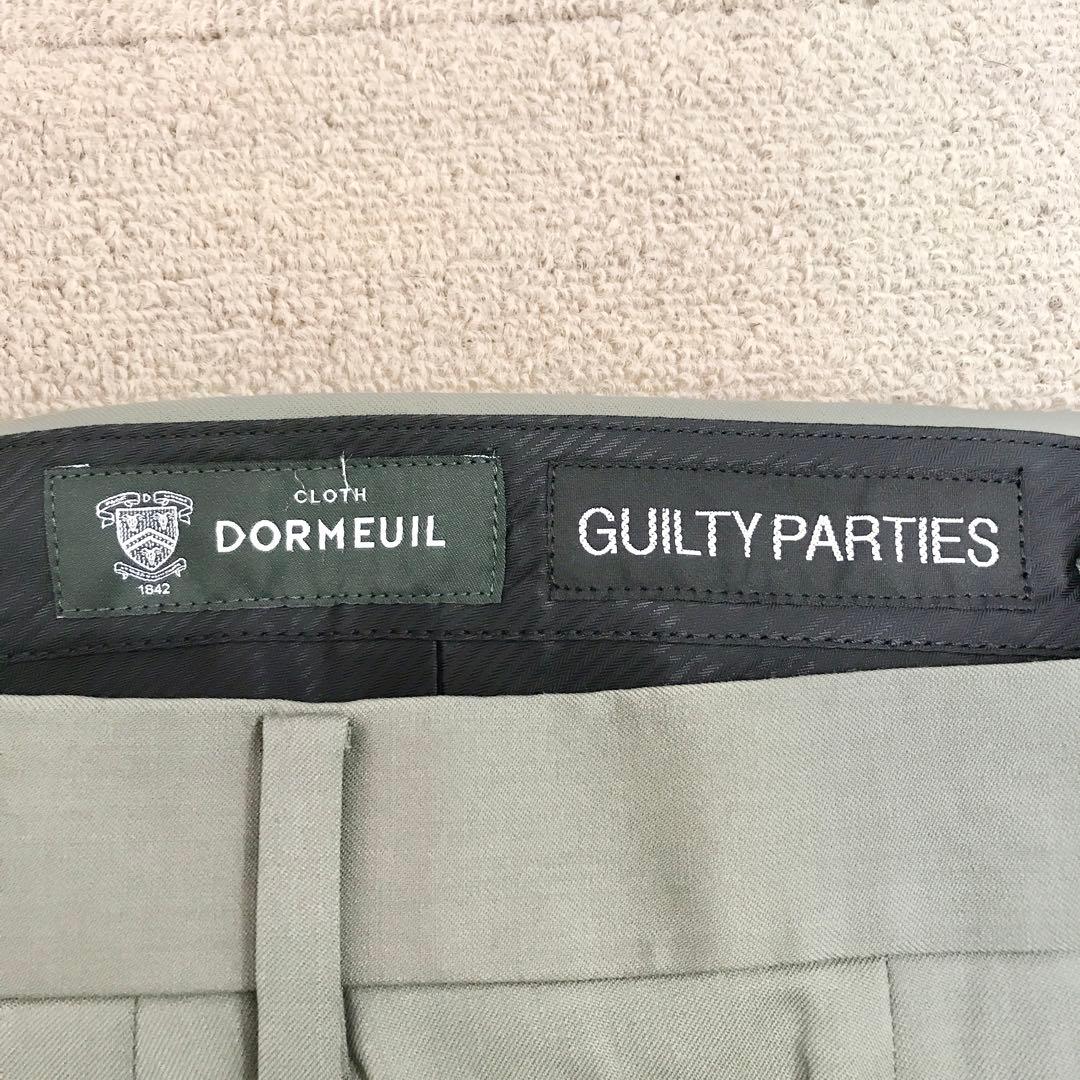 D
CLOTH
DORMEUIL
1842
GUILTY PARTIES